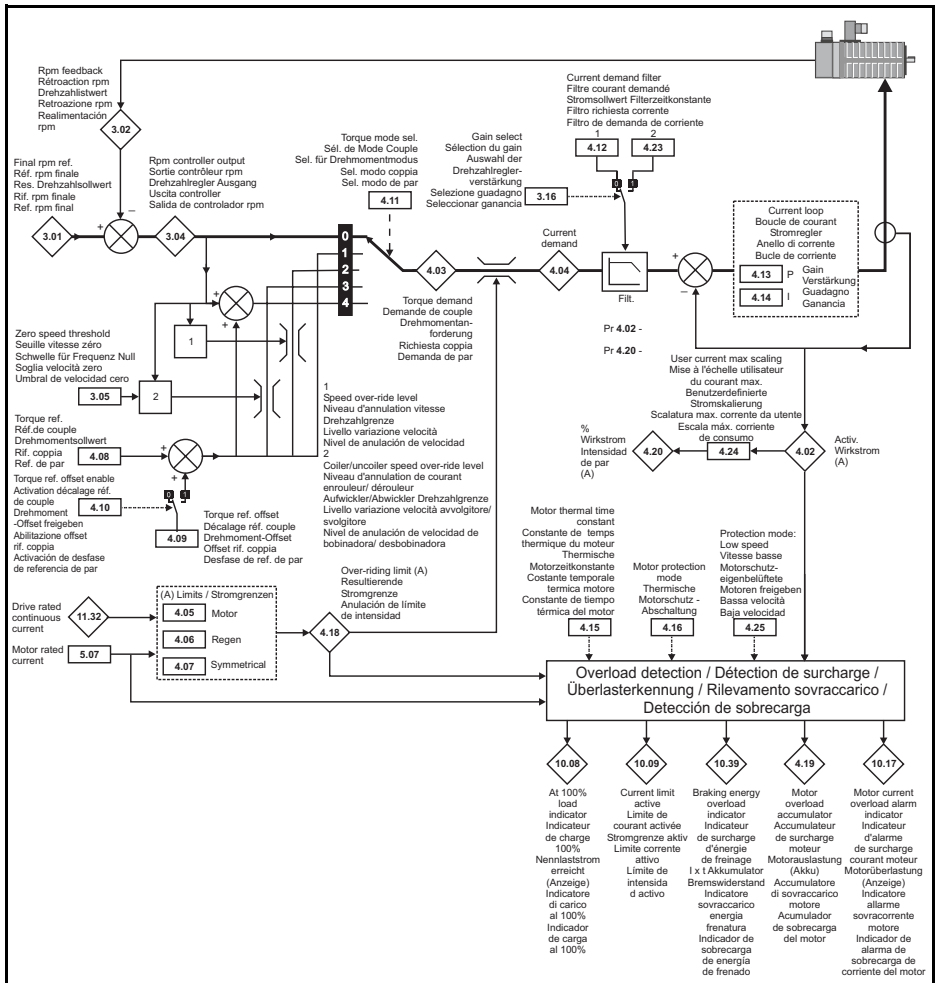 Rpm feedback
Rétroaction rpm
Drehzahlistwert
Retroazione rpm
Realimentación
rpm
3.02
Final rpm ref.
Réf. rpm finale
Res. Drehzahlsollwert
Rif. rpm finale
Ref. rpm final
3.01
+
–
Rpm controller output
Sortie contrôleur rpm
Drehzahlregler Ausgang
Uscita controller
Salida de controlador rpm
3.04
Torque mode sel.
Sél. de Mode Couple
Sel. für Drehmomentmodus
Sel. modo coppia
Sel. modo de par
4.11
0
1
2
3
4
Gain select
Sélection du gain
Auswahl der
Drehzahlregler-
verstärkung
Selezione guadagno
Seleccionar ganancia
3.16
Current demand filter
Filtre courant demandé
Stromsollwert Filterzeitkonstante
Filtro richiesta corrente
Filtro de demanda de corriente
1 2
4.12 4.23
0 1
4.03
Torque demand
Demande de couple
Drehmomentan-
forderung
Richiesta coppia
Demanda de par
Current
demand
4.04
Filt.
Pr 4.02 -
Pr 4.20 -
+
–
Current loop
Boucle de courant
Stromregler
Anello di corrente
Bucle de corriente
4.13 P
4.14 I
Gain
Verstärkung
Guadagno
Ganancia
+
+
1
2
Zero speed threshold
Seuille vitesse zéro
Schwelle für Frequenz Null
Soglia velocità zero
Umbral de velocidad cero
3.05
Torque ref.
Réf.de couple
Drehmomentsollwert
Rif. coppia
Ref. de par
4.08
+
+
Torque ref. offset enable
Activation décalage réf.
de couple
Drehmoment
-Offset freigeben
Abilitazione offset
rif. coppia
Activación de desfase
de referencia de par
4.10
0 1
4.09
Torque ref. offset
Décalage réf. couple
Drehmoment-Offset
Offset rif. coppia
Desfase de ref. de par
1
Speed over-ride level
Niveau d'annulation vitesse
Drehzahlgrenze
Livello variazione velocità
Nivel de anulación de velocidad
2
Coiler/uncoiler speed over-ride level
Niveau d'annulation de courant
enrouleur/ dérouleur
Aufwickler/Abwickler Drehzahlgrenze
Livello variazione velocità avvolgitore/
svolgitore
Nivel de anulación de velocidad de
bobinadora/ desbobinadora
User current max scaling
Mise à l'échelle utilisateur
du courant max.
Benutzerdefinierte
Stromskalierung
Scalatura max. corrente da utente
Escala máx. corriente
de consumo
%
Wirkstrom
Intensidad
de par (A)
4.20
4.24
4.02
Activ.
Wirkstrom
(A)
Drive rated
continuous
current
11.32
Motor rated
current
5.07
(A) Limits / Stromgrenzen
4.05 Motor
4.06 Regen
4.07 Symmetrical
Over-riding limit (A)
Resultierende
Stromgrenze
Anulación de límite
de intensidad
4.18
Motor thermal time
constant
Constante de temps
thermique du moteur
Thermische
Motorzeitkonstante
Costante temporale
termica motore
Constante de tiempo
térmica del motor
4.15
Motor protection
mode
Thermische
Motorschutz -
Abschaltung
4.16
Protection mode:
Low speed
Vitesse basse
Motorschutz-
eigenbelüftete
Motoren freigeben
Bassa velocità
Baja velocidad
4.25
Overload detection / Détection de surcharge /
Überlasterkennung / Rilevamento sovraccarico /
Detección de sobrecarga
10.08
At 100%
load
indicator
Indicateur
de charge
100%
Nennlaststrom
erreicht
(Anzeige)
Indicatore
di carico
al 100%
Indicador
de carga
al 100%
10.09
Current limit
active
Limite de
courant activée
Stromgrenze aktiv
Limite corrente
attivo
Límite de
intensida
d activo
10.39
Braking energy
overload
indicator
Indicateur
de surcharge
d'énergie
de freinage
I x t Akkumulator
Bremswiderstand
Indicatore
sovraccarico
energia
frenatura
Indicador de
sobrecarga
de energía
de frenado
4.19
Motor
overload
accumulator
Accumulateur
de surcharge
moteur
Motorauslastung
(Akku)
Accumulatore
di sovraccarico
motore
Acumulador
de sobrecarga
del motor
10.17
Motor current
overload alarm
indicator
Indicateur
d'alarme
de surcharge
courant moteur
Motorüberlastung
(Anzeige)
Indicatore
allarme
sovracorrente
motore
Indicador de
alarma de
sobrecarga de
corriente del motor